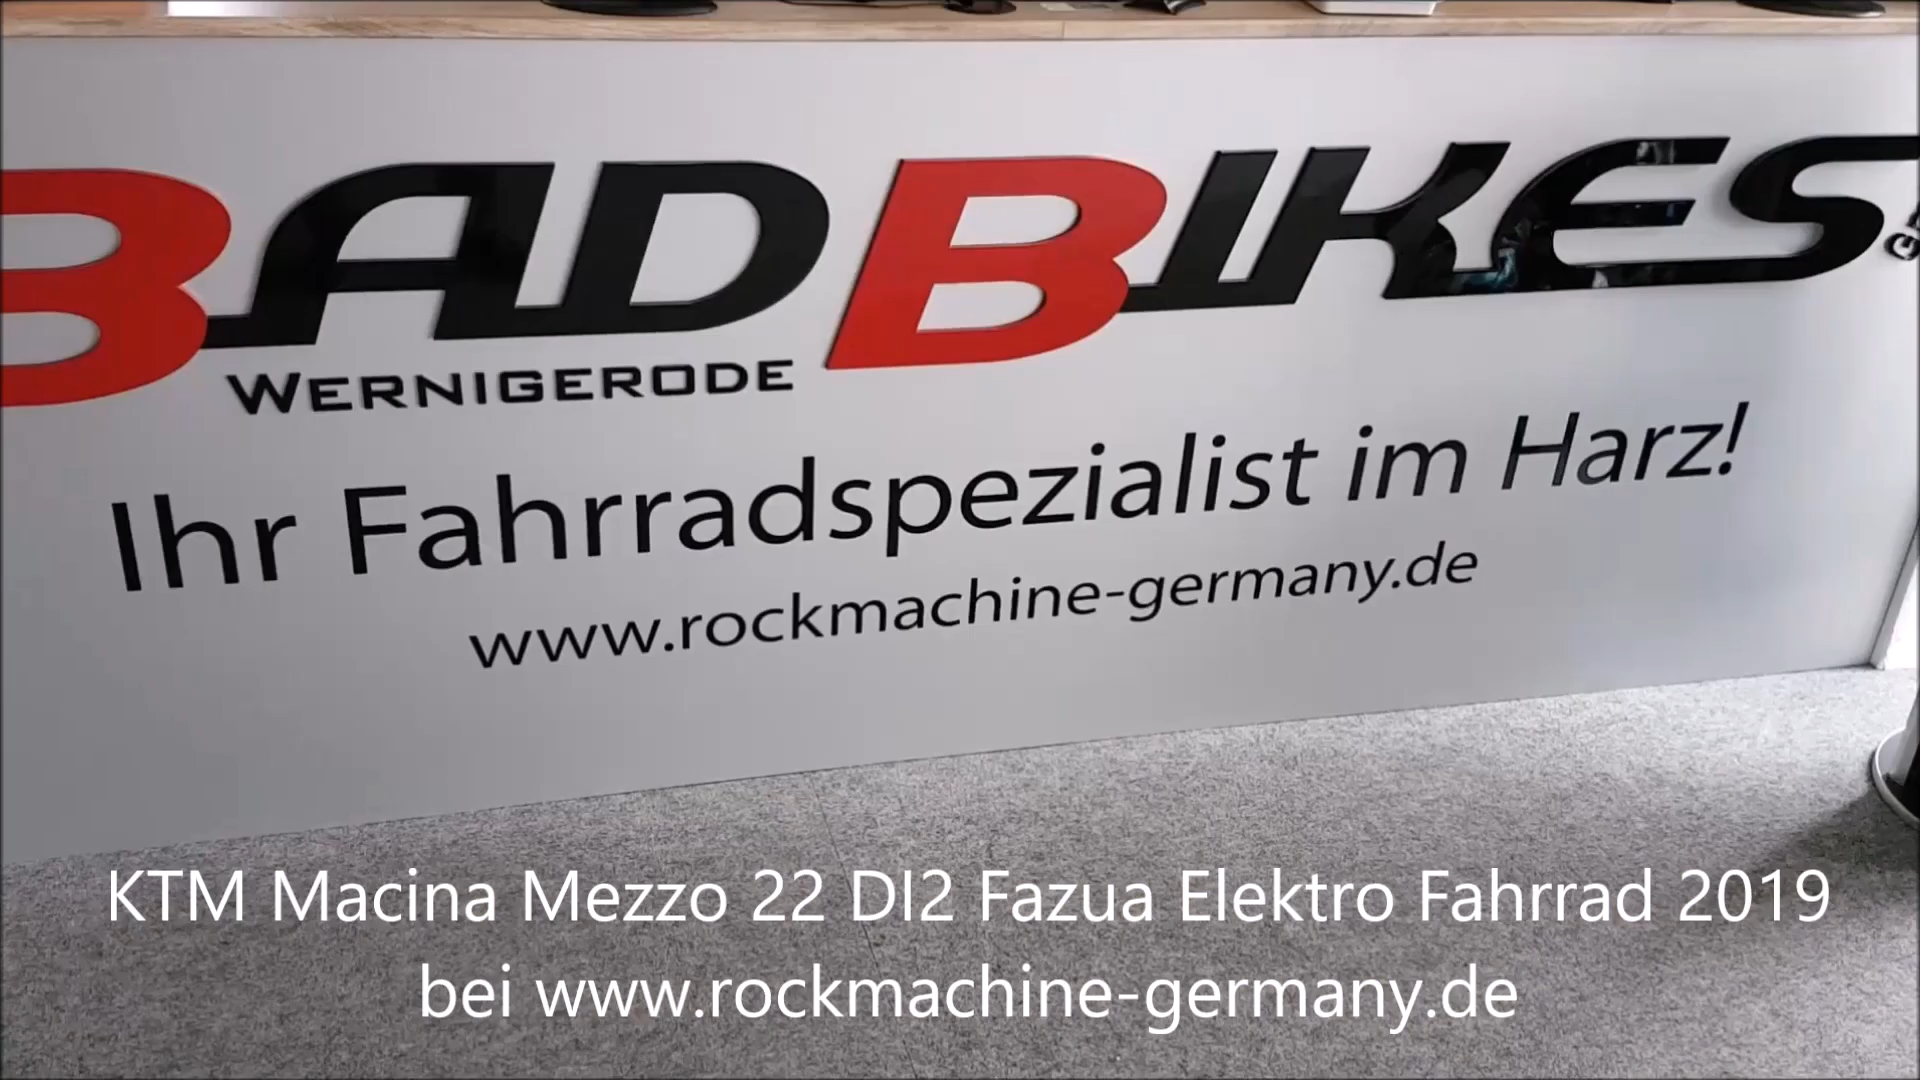 BADBIKES
WERNIGERODE
Ihr Fahrradspezialist im Harz!
www.rockmachine-germany.de
KTM Macina Mezzo 22 DI2 Fazua Elektro Fahrrad 2019
bei www.rockmachine-germany.de